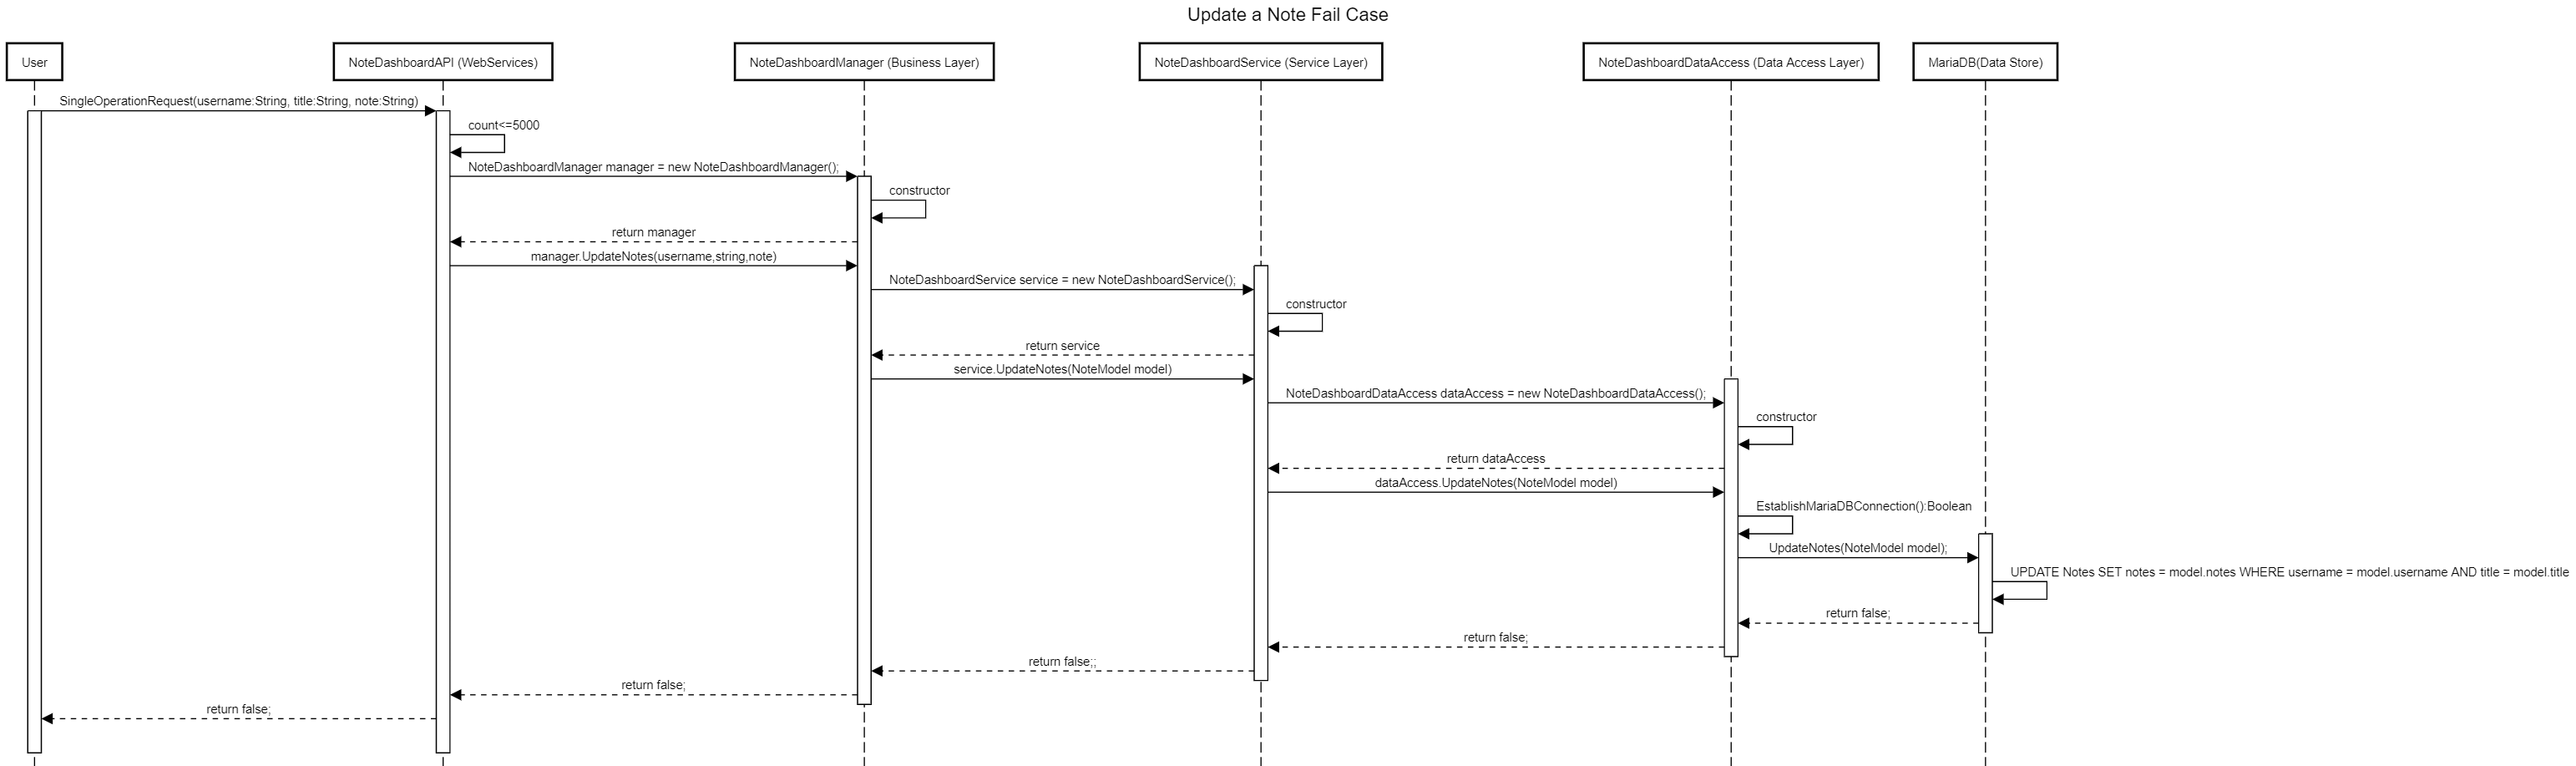 Update a Note Fail Case
User
NoteDashboardAPI (WebServices)
NoteDashboardManager (Business Layer)
NoteDashboardService (Service Layer)
NoteDashboardDataAccess (Data Access Layer)
MariaDB(Data Store)
SingleOperationRequest(username:String, title:String, note:String)
count<=5000
NoteDashboardManager manager = new NoteDashboardManager();
constructor
return manager
manager.UpdateNotes(username,string,note)
NoteDashboardService service = new NoteDashboardService();
constructor
return service
service.UpdateNotes(NoteModel model)
NoteDashboardDataAccess dataAccess = new NoteDashboardDataAccess();
constructor
return dataAccess
dataAccess.UpdateNotes(NoteModel model)
EstablishMariaDBConnection():Boolean
UpdateNotes(NoteModel model);
UPDATE Notes SET notes = model.notes WHERE username = model.username AND title = model.title
return false;
return false;
return false;;
return false;
return false;